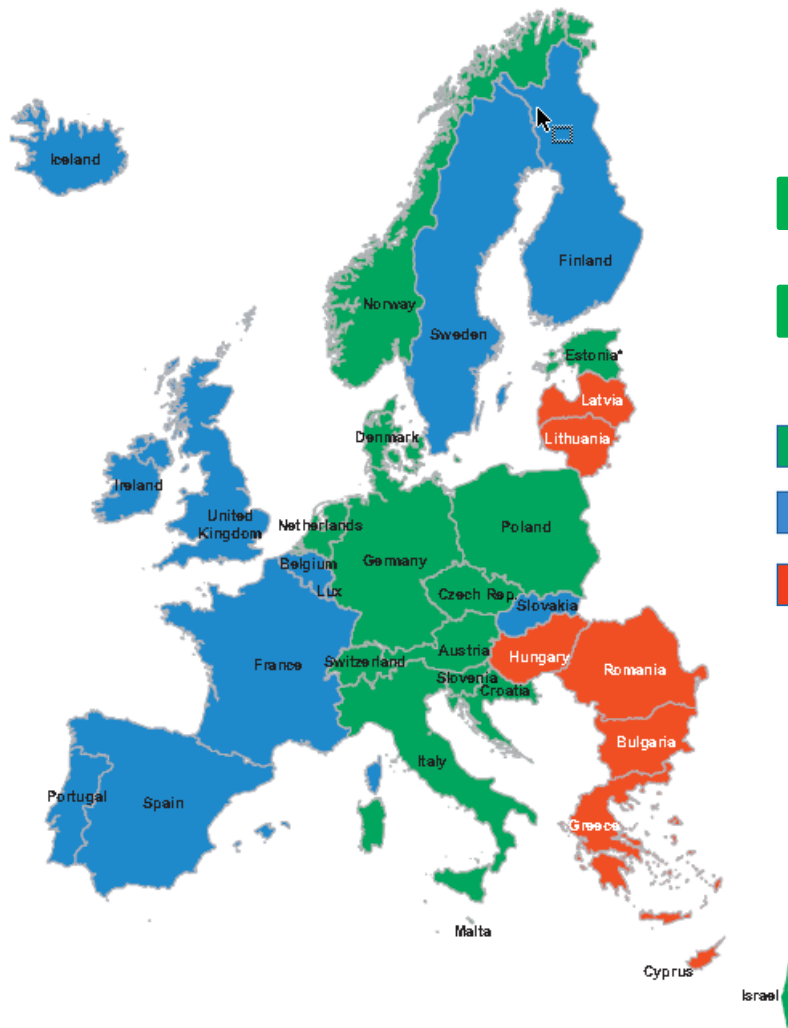 Iceland
Finland
Norway
Sweden
Estonia*
Latvia
Lithuania
Denmark
Ireland
United
Kingdom
Netherlands
Poland
Germany
Belgium
Lux
Czech Rep.
Slovakia
France
Switzerland
Austria
Hungary
Slovenia
Croatia
Romania
Bulgaria
Italy
Portugal
Spain
Greece
Malta
Cyprus
Israel